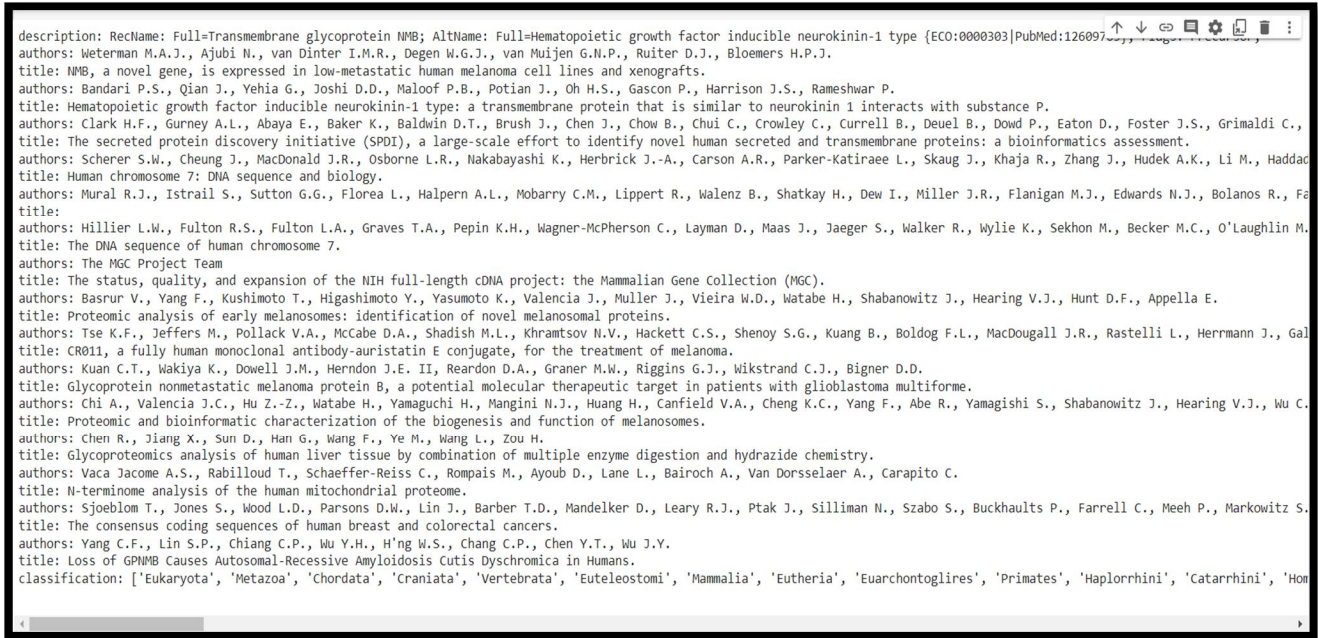 description: RecName: Full=Transmembrane glycoprotein NMB; AltName: Full=Hematopoietic growth factor inducible neurokinin-1 type {ECO:0000303|PubMed:12609765}; Flags: Precursor;
authors: Weterman M.A.J., Ajubi N., van Dinter I.M.R., Degen W.G.J., van Muijen G.N.P., Ruiter D.J., Bloemers H.P.J.
title: NMB, a novel gene, is expressed in low-metastatic human melanoma cell lines and xenografts.
authors: Bandari P.S., Qian J., Yehia G., Joshi D.D., Maloof P.B., Potian J., Oh H.S., Gascon P., Harrison J.S., Rameshwar P.
title: Hematopoietic growth factor inducible neurokinin-1 type: a transmembrane protein that is similar to neurokinin 1 interacts with substance P.
authors: Clark H.F., Gurney A.L., Abaya E., Baker K., Baldwin D.T., Brush J., Chen J., Chow B., Chui C., Crowley C., Currell B., Deuel B., Dowd P., Eaton D., Foster J.S., Grimaldi C.,
title: The secreted protein discovery initiative (SPDI), a large-scale effort to identify novel human secreted and transmembrane proteins: a bioinformatics assessment.
authors: Scherer S.W., Cheung J., MacDonald J.R., Osborne L.R., Nakabayashi K., Herbrick J.-A., Carson A.R., Parker-Katiraee L., Skaug J., Khaja R., Zhang J., Hudek A.K., Li M., Haddad
title: Human chromosome 7: DNA sequence and biology.
authors: Mural R.J., Istrail S., Sutton G.G., Florea L., Halpern A.L., Mobarry C.M., Lippert R., Walenz B., Shatkay H., Dew I., Miller J.R., Flanigan M.J., Edwards N.J., Bolanos R., Fa
title:
authors: Hillier L.W., Fulton R.S., Fulton L.A., Graves T.A., Pepin K.H., Wagner-McPherson C., Layman D., Maas J., Jaeger S., Walker R., Wylie K., Sekhon M., Becker M.C., O'Laughlin M.
title: The DNA sequence of human chromosome 7.
authors: The MGC Project Team
title: The status, quality, and expansion of the NIH full-length cDNA project: the Mammalian Gene Collection (MGC).
authors: Basrur V., Yang F., Kushimoto T., Higashimoto Y., Yasumoto K., Valencia J., Muller J., Vieira W.D., Watabe H., Shabanowitz J., Hearing V.J., Hunt D.F., Appella E.
title: Proteomic analysis of early melanosomes: identification of novel melanosomal proteins.
authors: Tse K.F., Jeffers M., Pollack V.A., McCabe D.A., Shadish M.L., Khramtsov N.V., Hackett C.S., Shenoy S.G., Kuang B., Boldog F.L., MacDougall J.R., Rastelli L., Herrmann J., Gal
title: CR011, a fully human monoclonal antibody-auristatin E conjugate, for the treatment of melanoma.
authors: Kuan C.T., Wakiya K., Dowell J.M., Herndon J.E. II, Reardon D.A., Graner M.W., Riggins G.J., Wikstrand C.J., Bigner D.D.
title: Glycoprotein nonmetastatic melanoma protein B, a potential molecular therapeutic target in patients with glioblastoma multiforme.
authors: Chi A., Valencia J.C., Hu Z.-Z., Watabe H., Yamaguchi H., Mangini N.J., Huang H., Canfield V.A., Cheng K.C., Yang F., Abe R., Yamagishi S., Shabanowitz J., Hearing V.J., Wu C.
title: Proteomic and bioinformatic characterization of the biogenesis and function of melanosomes.
authors: Chen R., Jiang X., Sun D., Han G., Wang F., Ye M., Wang L., Zou H.
title: Glycoproteomics analysis of human liver tissue by combination of multiple enzyme digestion and hydrazide chemistry.
authors: Vaca Jacome A.S., Rabilloud T., Schaeffer-Reiss C., Rompais M., Ayoub D., Lane L., Bairoch A., Van Dorsselaer A., Carapito C.
title: N-terminome analysis of the human mitochondrial proteome.
authors: Sjoeblom T., Jones S., Wood L.D., Parsons D.W., Lin J., Barber T.D., Mandelker D., Leary R.J., Ptak J., Silliman N., Szabo S., Buckhaults P., Farrell C., Meeh P., Markowitz S.
title: The consensus coding sequences of human breast and colorectal cancers.
authors: Yang C.F., Lin S.P., Chiang C.P., Wu Y.H., H'ng W.S., Chang C.P., Chen Y.T., Wu J.Y.
title: Loss of GPNMB Causes Autosomal-Recessive Amyloidosis Cutis Dyschromica in Humans.
classification: ['Eukaryota', 'Metazoa', 'Chordata', 'Craniata', 'Vertebrata', 'Euteleostomi', 'Mammalia', 'Eutheria', 'Euarchontoglires', 'Primates', 'Haplorrhini', 'Catarrhini', 'Hom